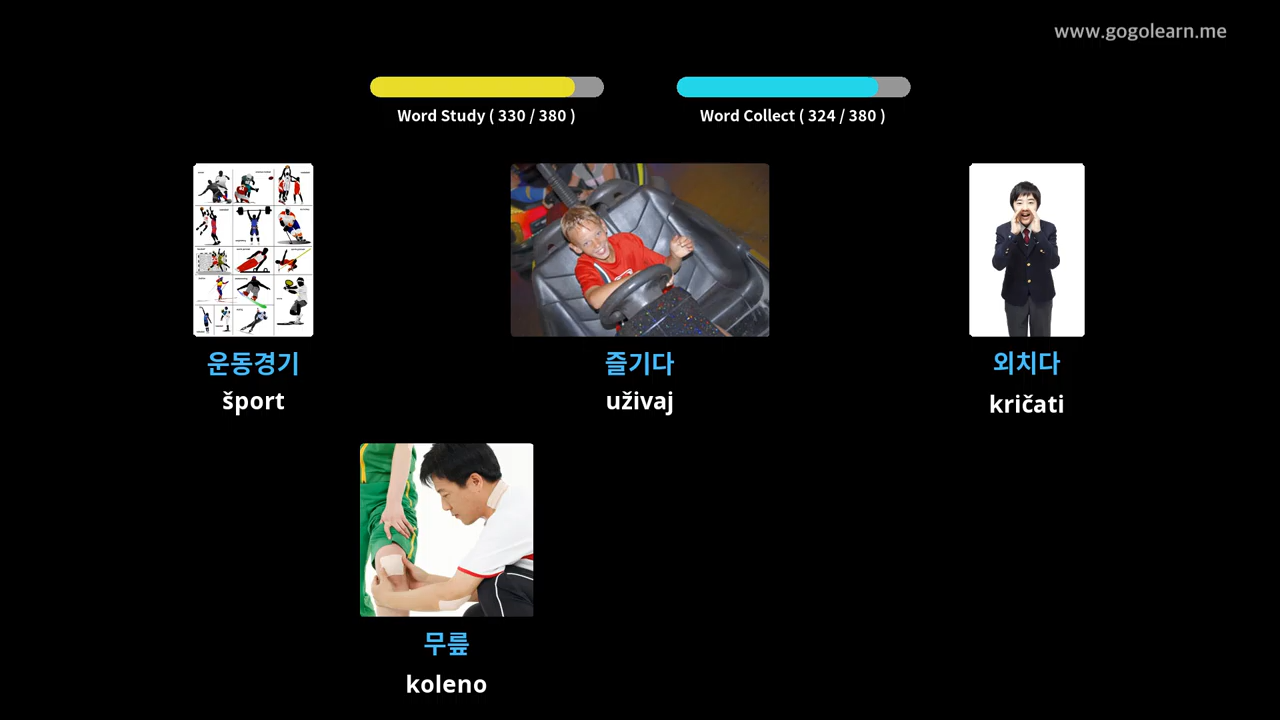 www.gogolearn.me
Word Study ( 330 / 380 )
Word Collect ( 324 / 380 )
운동경기
šport
즐기다
uživaj
외치다
kričati
무릎
koleno